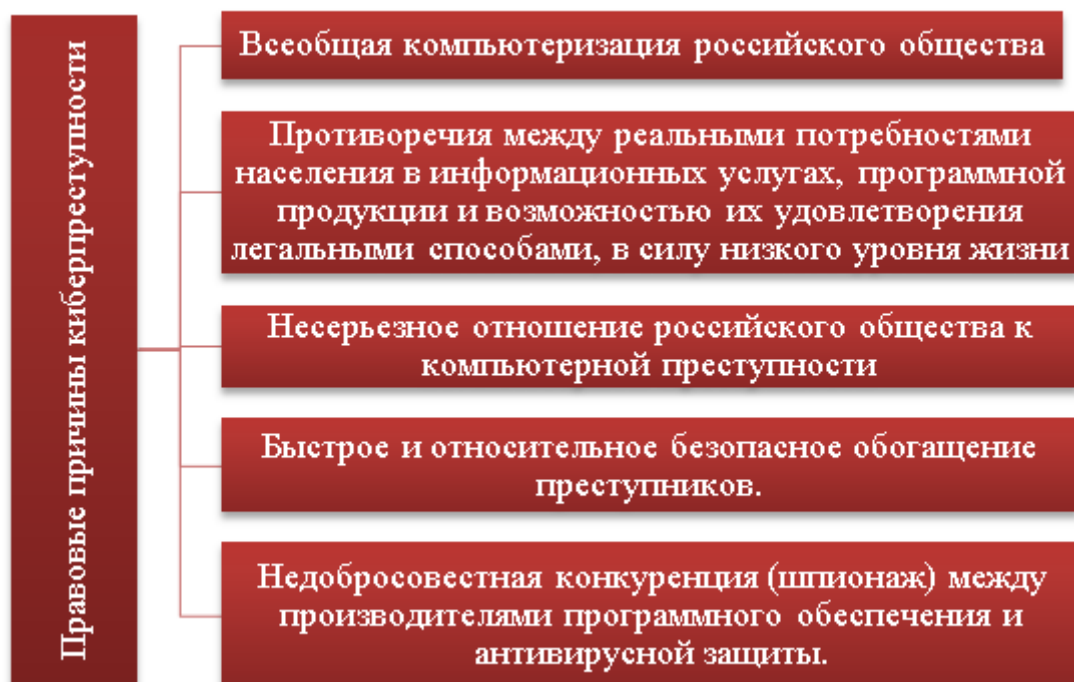 Правовые причины киберпреступности
Всеобщая компьютеризация российского общества
Противоречия между реальными потребностями
населения в информационных услугах, программной
продукции и возможностью их удовлетворения
легальными способами, в силу низкого уровня жизни
Несерьезное отношение российского общества к
компьютерной преступности
Быстрое и относительное безопасное обогащение
преступников.
Недобросовестная конкуренция (шпионаж) между
производителями программного обеспечения и
антивирусной защиты.